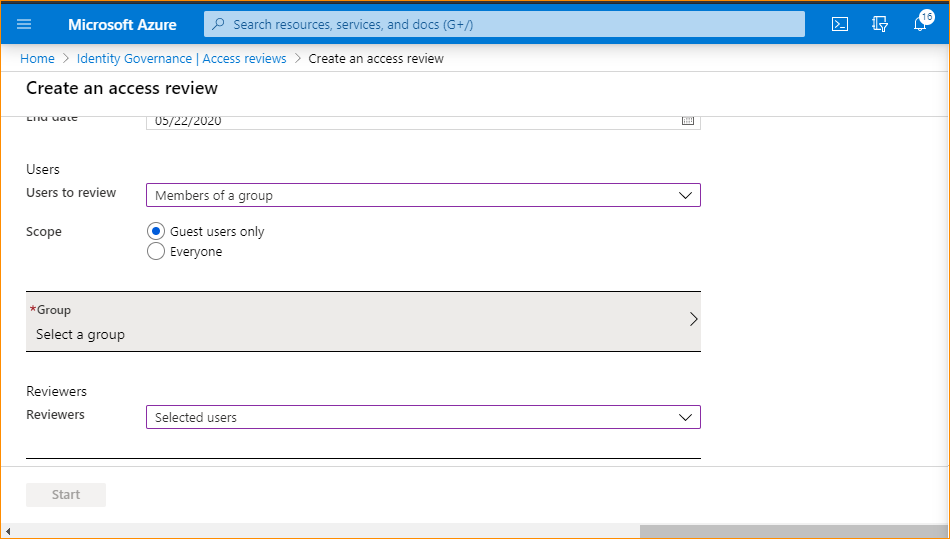 Microsoft Azure
Search resources, services, and docs (G+/)
16
Home > Identity Governance | Access reviews > Create an access review
Create an access review
End date
05/22/2020
Users
Users to review
Members of a group
Scope
Guest users only
Everyone
*Group
Select a group
Reviewers
Reviewers
Selected users
Start